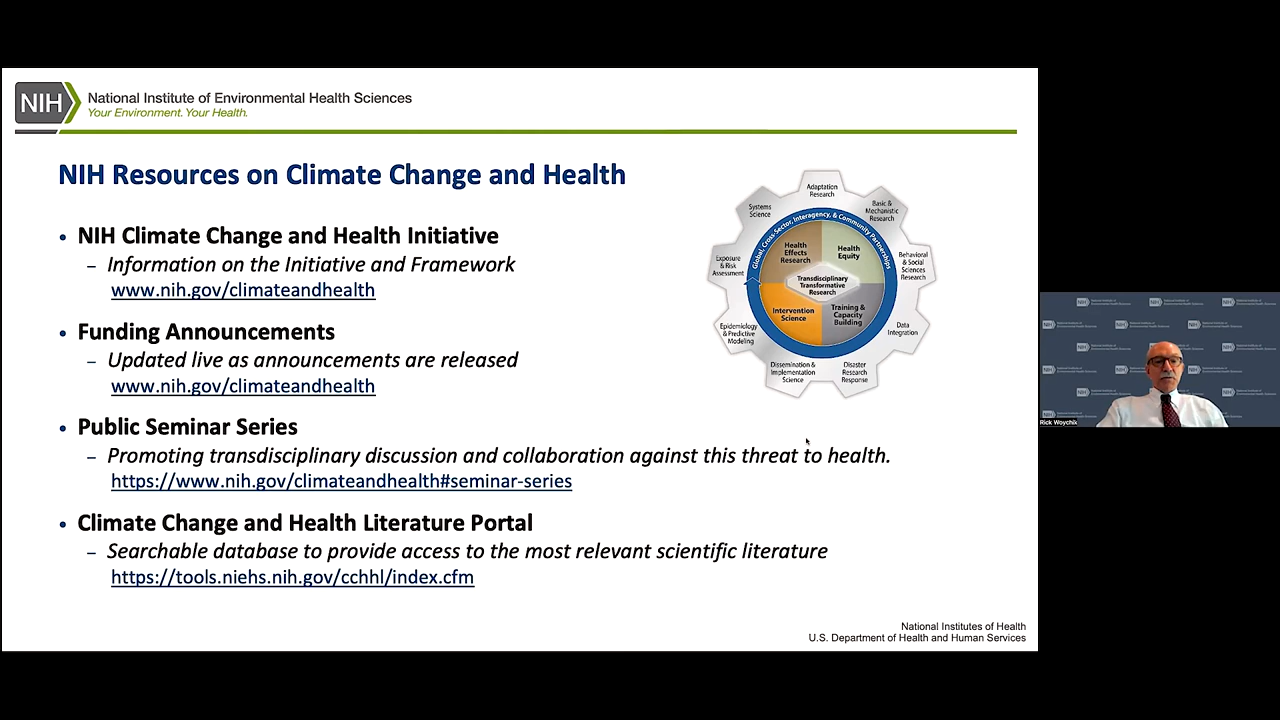 NIH
National Institute of Environmental Health Sciences
Your Environment. Your Health.
NIH Resources on Climate Change and Health
• NIH Climate Change and Health Initiative
– Information on the Initiative and Framework
www.nih.gov/climateandhealth
• Funding Announcements
– Updated live as announcements are released
www.nih.gov/climateandhealth
• Public Seminar Series
– Promoting transdisciplinary discussion and collaboration against this threat to health.
https://www.nih.gov/climateandhealth#seminar-series
• Climate Change and Health Literature Portal
– Searchable database to provide access to the most relevant scientific literature
https://tools.niehs.nih.gov/cchhl/index.cfm
Adaptation
Research
Basic &
Mechanistic
Research
Behavioral
& Social
Sciences
Research
Data
Integration
Disaster
Research
Response
Dissemination &
Implementation
Science
Epidemiology
& Predictive
Modeling
Exposure
& Risk
Assessment
Systems
Science
Global, Cross-Sector, Interagency, & Community Partnerships
Health
Effects
Research
Health
Equity
Transdisciplinary
Transformative
Research
Intervention
Science
Training &
Capacity
Building
National Institutes of Health
U.S. Department of Health and Human Services
Rick Woychik